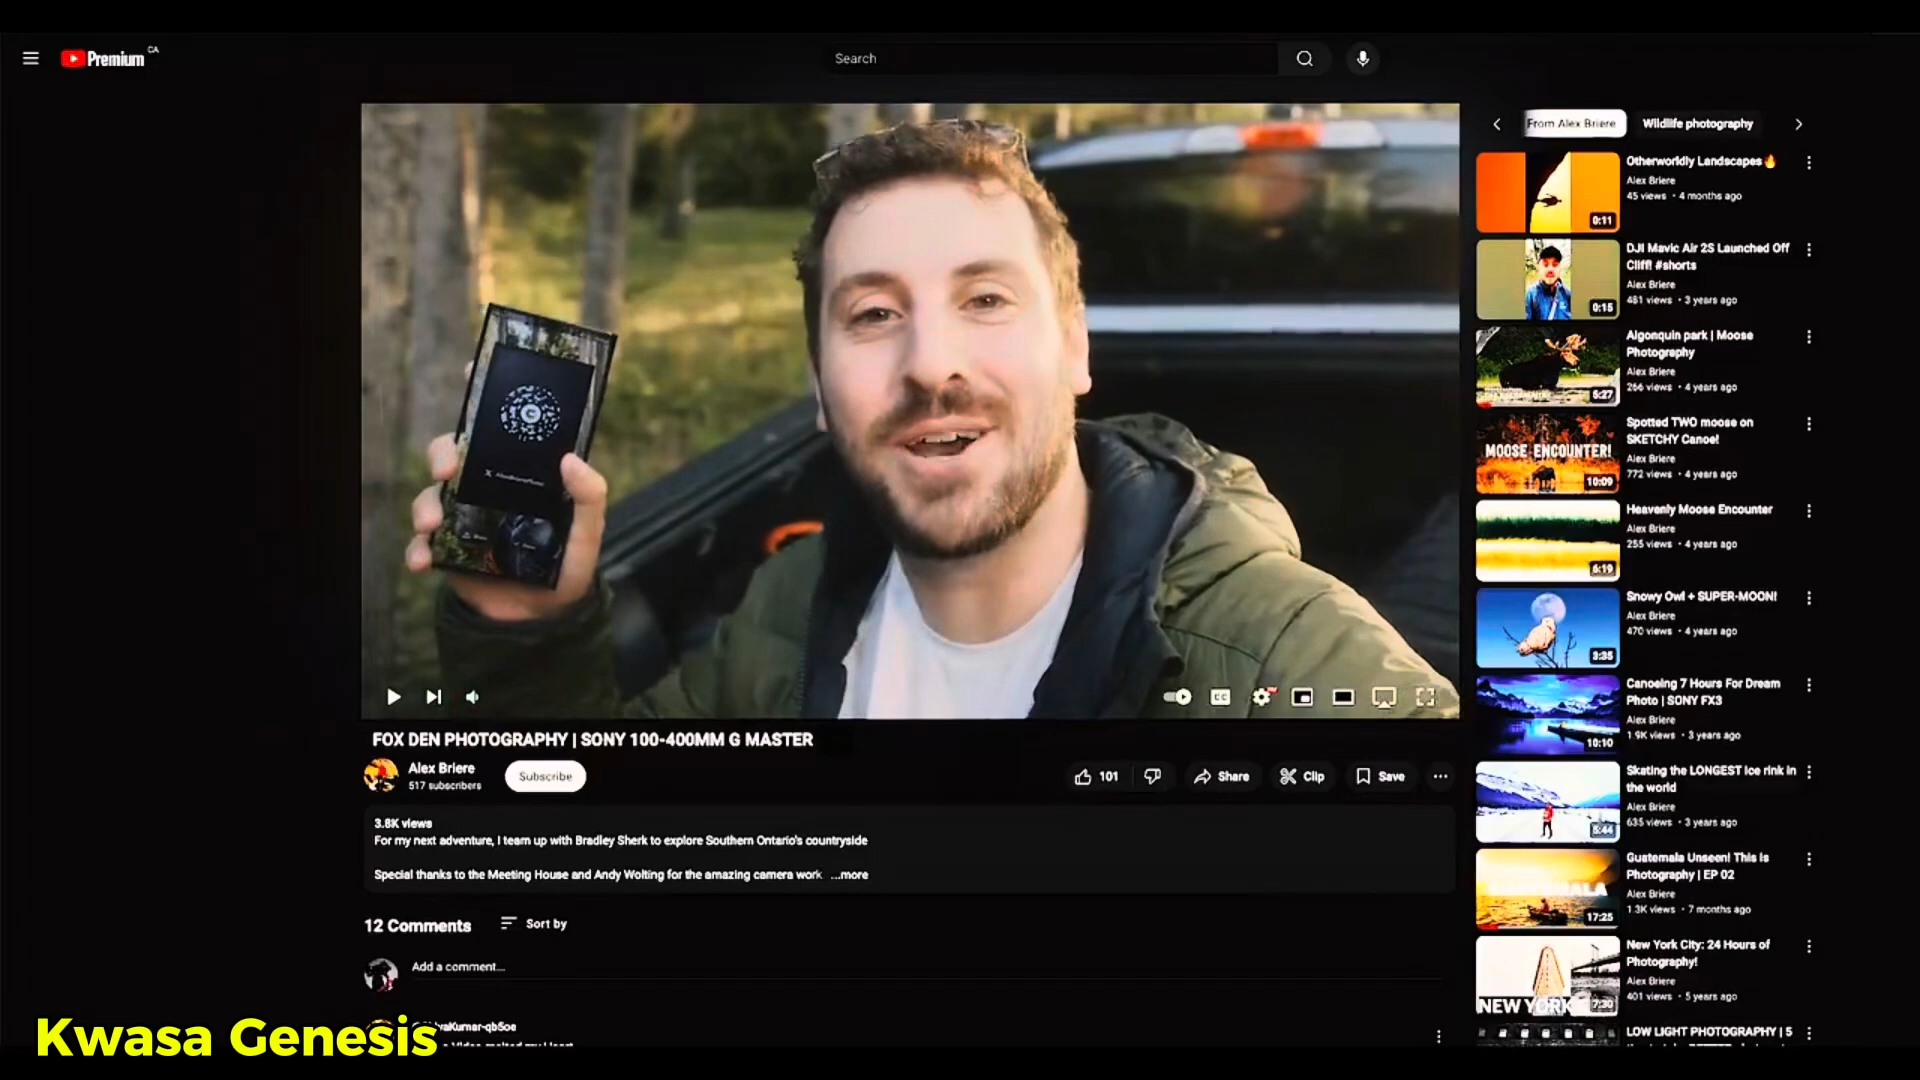 Premium CA
Search
FOX DEN PHOTOGRAPHY | SONY 100-400MM G MASTER
Alex Briere
517 subscribers
Subscribe
101
Share
Clip
Save
3.8K views
For my next adventure, I team up with Bradley Sherk to explore Southern Ontario's countryside
Special thanks to the Meeting House and Andy Wolting for the amazing camera work ...more
12 Comments
Sort by
Add a comment...
Kwasa Genesis
From Alex Briere
Wildlife photography
Otherworldly Landscapes🔥
Alex Briere
45 views • 4 months ago
0:11
DJI Mavic Air 2S Launched Off
Cliff! #shorts
Alex Briere
481 views • 3 years ago
0:15
Algonquin park | Moose
Photography
Alex Briere
266 views • 4 years ago
5:27
Spotted TWO moose on
SKETCHY Canoe!
Alex Briere
772 views • 4 years ago
MOOSE ENCOUNTER!
10:09
Heavenly Moose Encounter
Alex Briere
255 views • 4 years ago
6:19
Snowy Owl + SUPER-MOON!
Alex Briere
470 views • 4 years ago
3:35
Canoeing 7 Hours For Dream
Photo | SONY FX3
Alex Briere
1.9K views • 3 years ago
10:10
Skating the LONGEST ice rink in
the world
Alex Briere
635 views • 3 years ago
5:44
Guatemala Unseen! This is
Photography | EP 02
Alex Briere
1.3K views • 7 months ago
17:25
New York City: 24 Hours of
Photography!
Alex Briere
401 views • 5 years ago
NEW YORK
7:30
LOW LIGHT PHOTOGRAPHY | 5